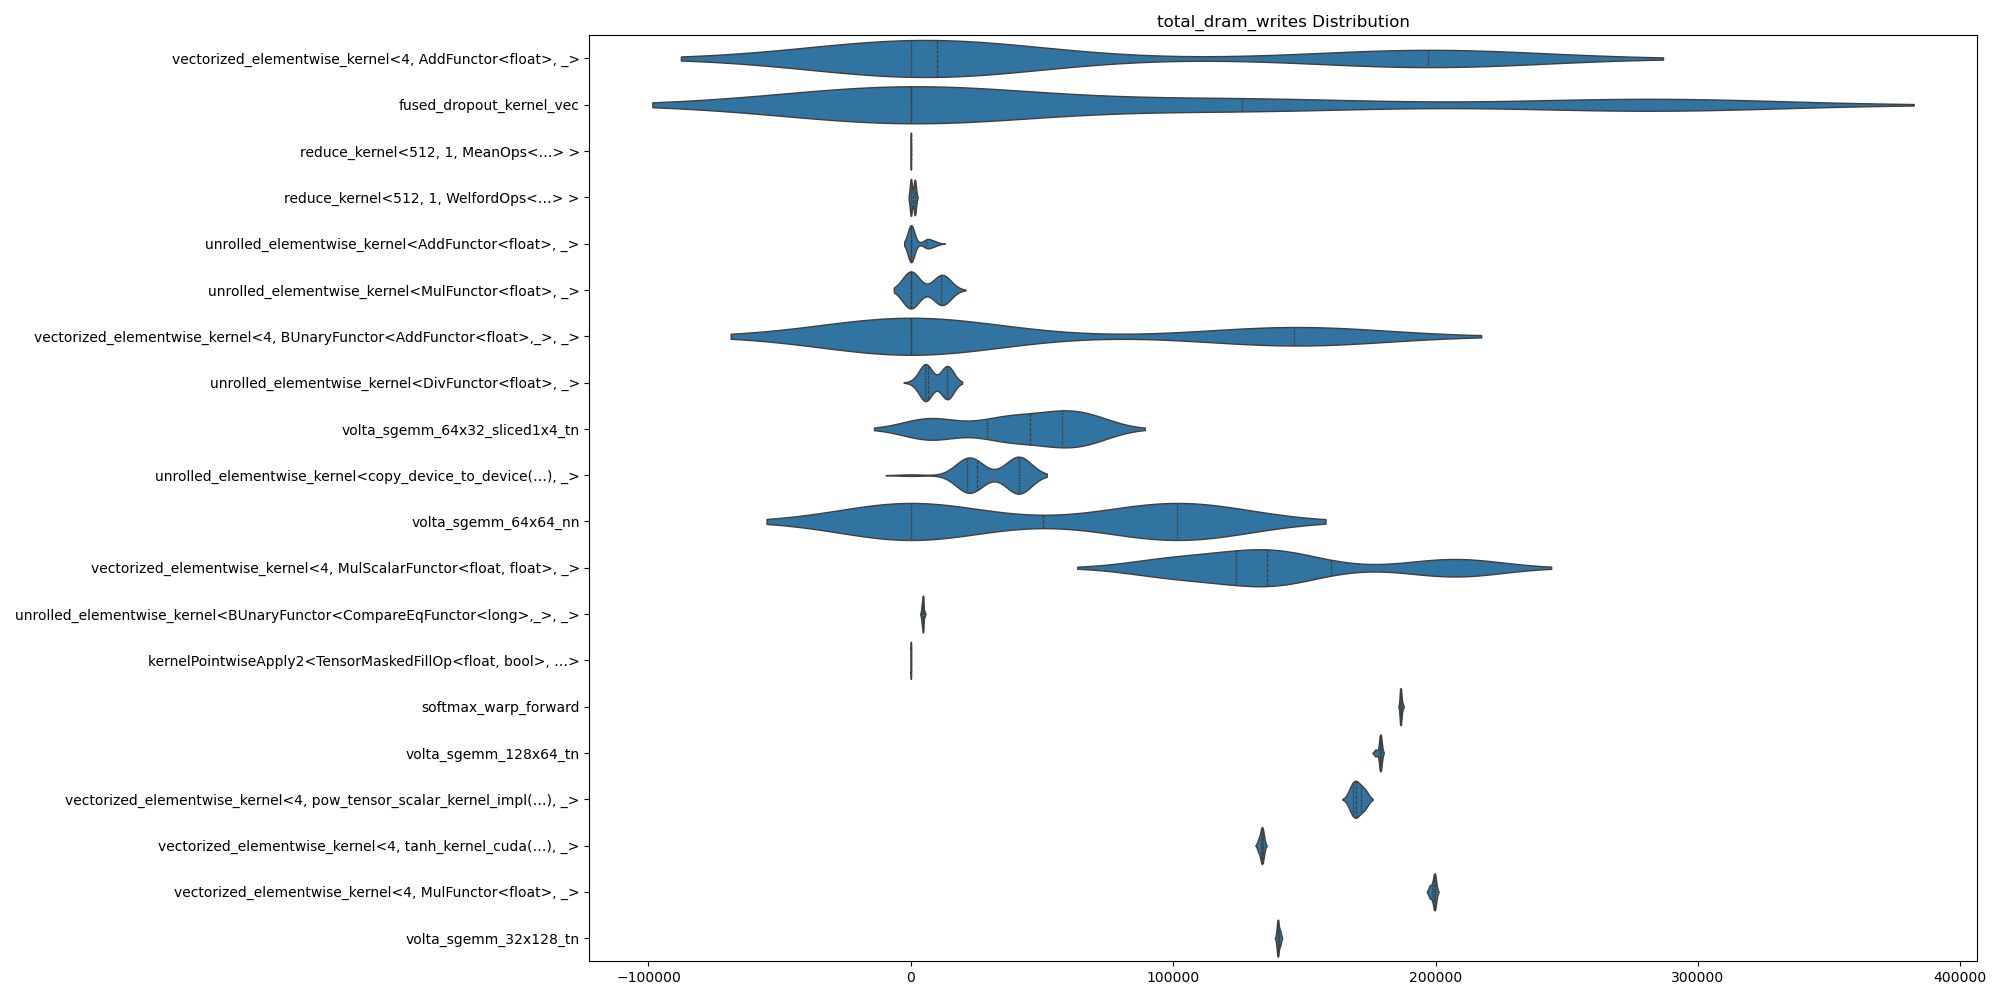 total_dram_writes Distribution
vectorized_elementwise_kernel<4, AddFunctor<float>, _>
fused_dropout_kernel_vec
reduce_kernel<512, 1, MeanOps<...> >
reduce_kernel<512, 1, WelfordOps<...> >
unrolled_elementwise_kernel<AddFunctor<float>, _>
unrolled_elementwise_kernel<MulFunctor<float>, _>
vectorized_elementwise_kernel<4, BUnaryFunctor<AddFunctor<float>,_>, _>
unrolled_elementwise_kernel<DivFunctor<float>, _>
volta_sgemm_64x32_sliced1x4_tn
unrolled_elementwise_kernel<copy_device_to_device(...), _>
volta_sgemm_64x64_nn
vectorized_elementwise_kernel<4, MulScalarFunctor<float, float>, _>
unrolled_elementwise_kernel<BUnaryFunctor<CompareEqFunctor<long>,_>, _>
kernelPointwiseApply2<TensorMaskedFillOp<float, bool>, ...>
softmax_warp_forward
volta_sgemm_128x64_tn
vectorized_elementwise_kernel<4, pow_tensor_scalar_kernel_impl(...), _>
vectorized_elementwise_kernel<4, tanh_kernel_cuda(...), _>
vectorized_elementwise_kernel<4, MulFunctor<float>, _>
volta_sgemm_32x128_tn
−100000 0 100000 200000 300000 400000